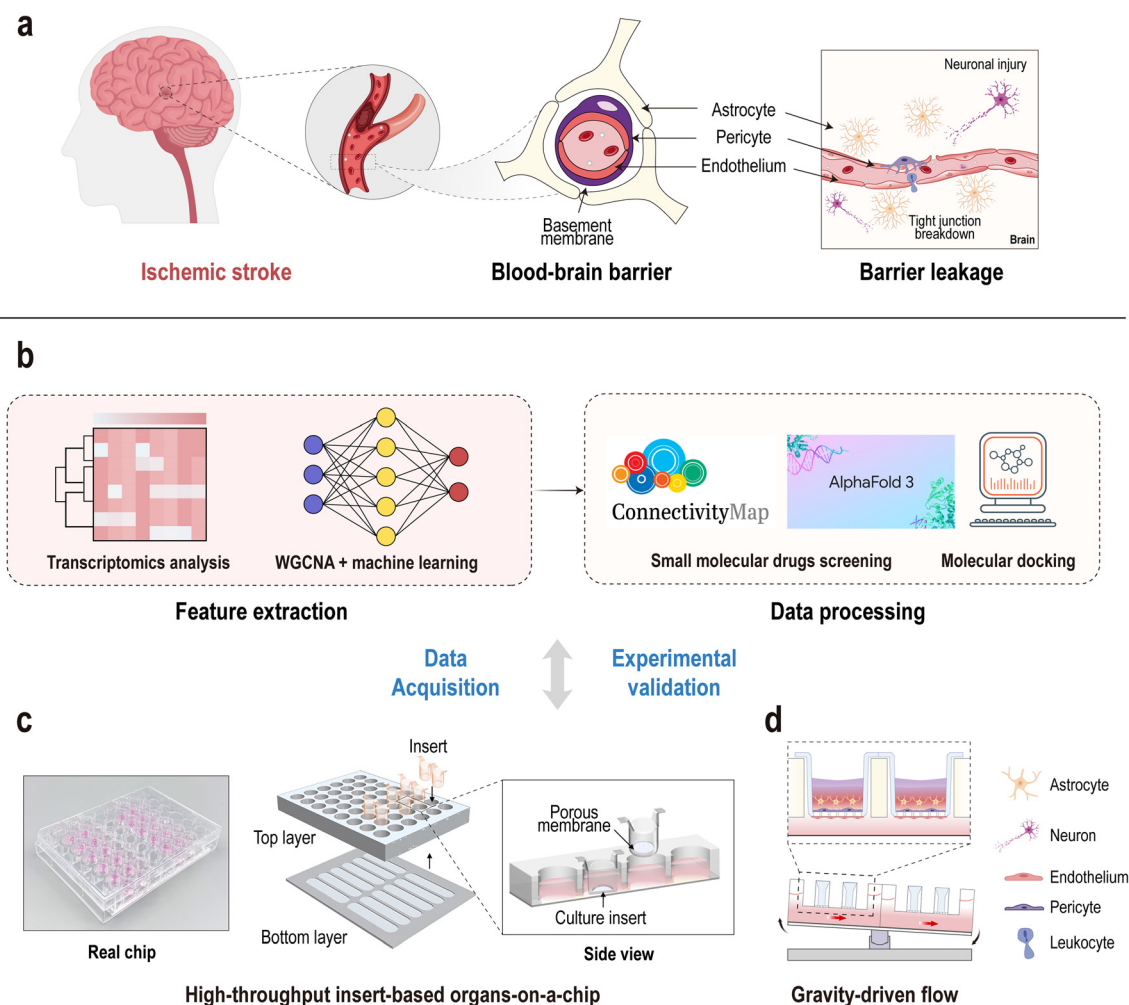 a
Neuronal injury
Astrocyte
Pericyte
Endothelium
Basement
membrane
Tight junction
breakdown
Brain
Ischemic stroke
Blood-brain barrier
Barrier leakage
b
ConnectivityMap
AlphaFold 3
Transcriptomics analysis
WGCNA + machine learning
Small molecular drugs screening
Molecular docking
Feature extraction
Data processing
Data
Acquisition
Experimental
validation
c
Insert
Top layer
Bottom layer
Porous
membrane
Culture insert
Real chip
Side view
High-throughput insert-based organs-on-a-chip
d
Astrocyte
Neuron
Endothelium
Pericyte
Leukocyte
Gravity-driven flow